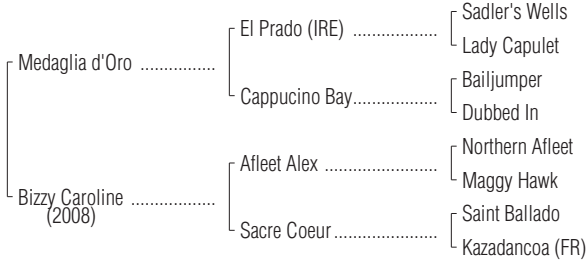 Sadler's Wells
El Prado (IRE) ...................
Lady Capulet
Medaglia d'Oro ...............
Bailjumper
Cappucino Bay..................
Dubbed In
Northern Afleet
Afleet Alex ........................
Maggy Hawk
Bizzy Caroline ..................
(2008)
Saint Ballado
Sacre Coeur......................
Kazadancoa (FR)